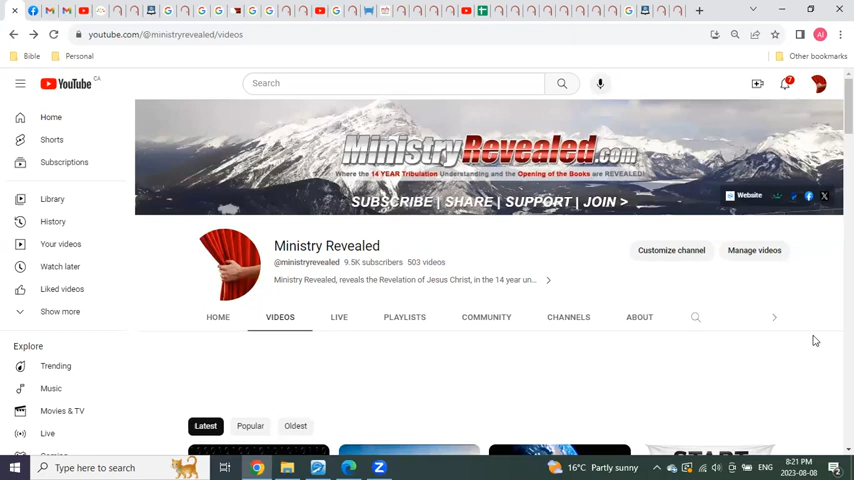 youtube.com/@ministryrevealed/videos
AI
Bible
Personal
Other bookmarks
YouTube CA
Search
7
Home
Shorts
Subscriptions
Library
History
Your videos
Watch later
Liked videos
Show more
Explore
Trending
Music
Movies & TV
Live
MinistryRevealed.com
Where the 14 YEAR Tribulation Understanding and the Opening of the Books are REVEALED!
SUBSCRIBE | SHARE | SUPPORT | JOIN >
Website
Ministry Revealed
@ministryrevealed 9.5K subscribers 503 videos
Ministry Revealed, reveals the Revelation of Jesus Christ, in the 14 year un...
Customize channel
Manage videos
HOME
VIDEOS
LIVE
PLAYLISTS
COMMUNITY
CHANNELS
ABOUT
Latest
Popular
Oldest
START
Type here to search
16°C Partly sunny
ENG
8:21 PM
2023-08-08
2